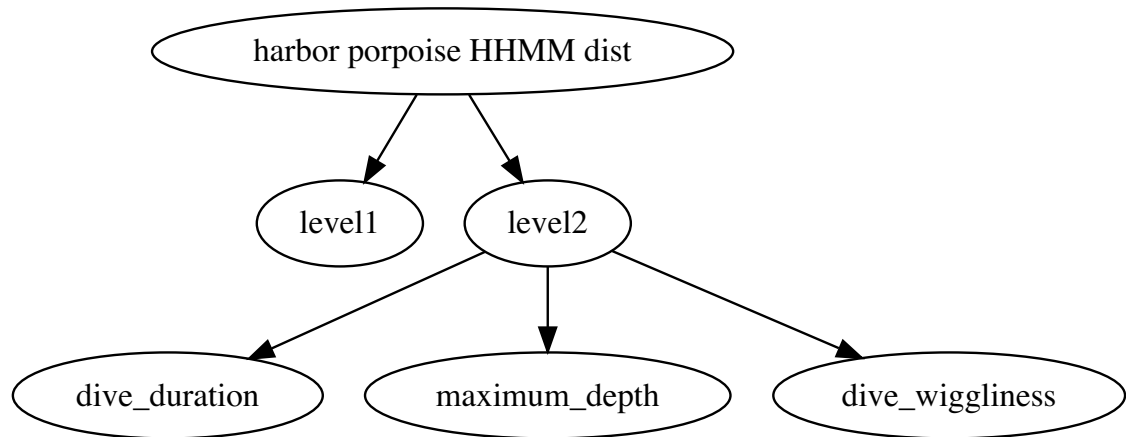 harbor porpoise HHMM dist
level1
level2
dive_duration
maximum_depth
dive_wiggliness